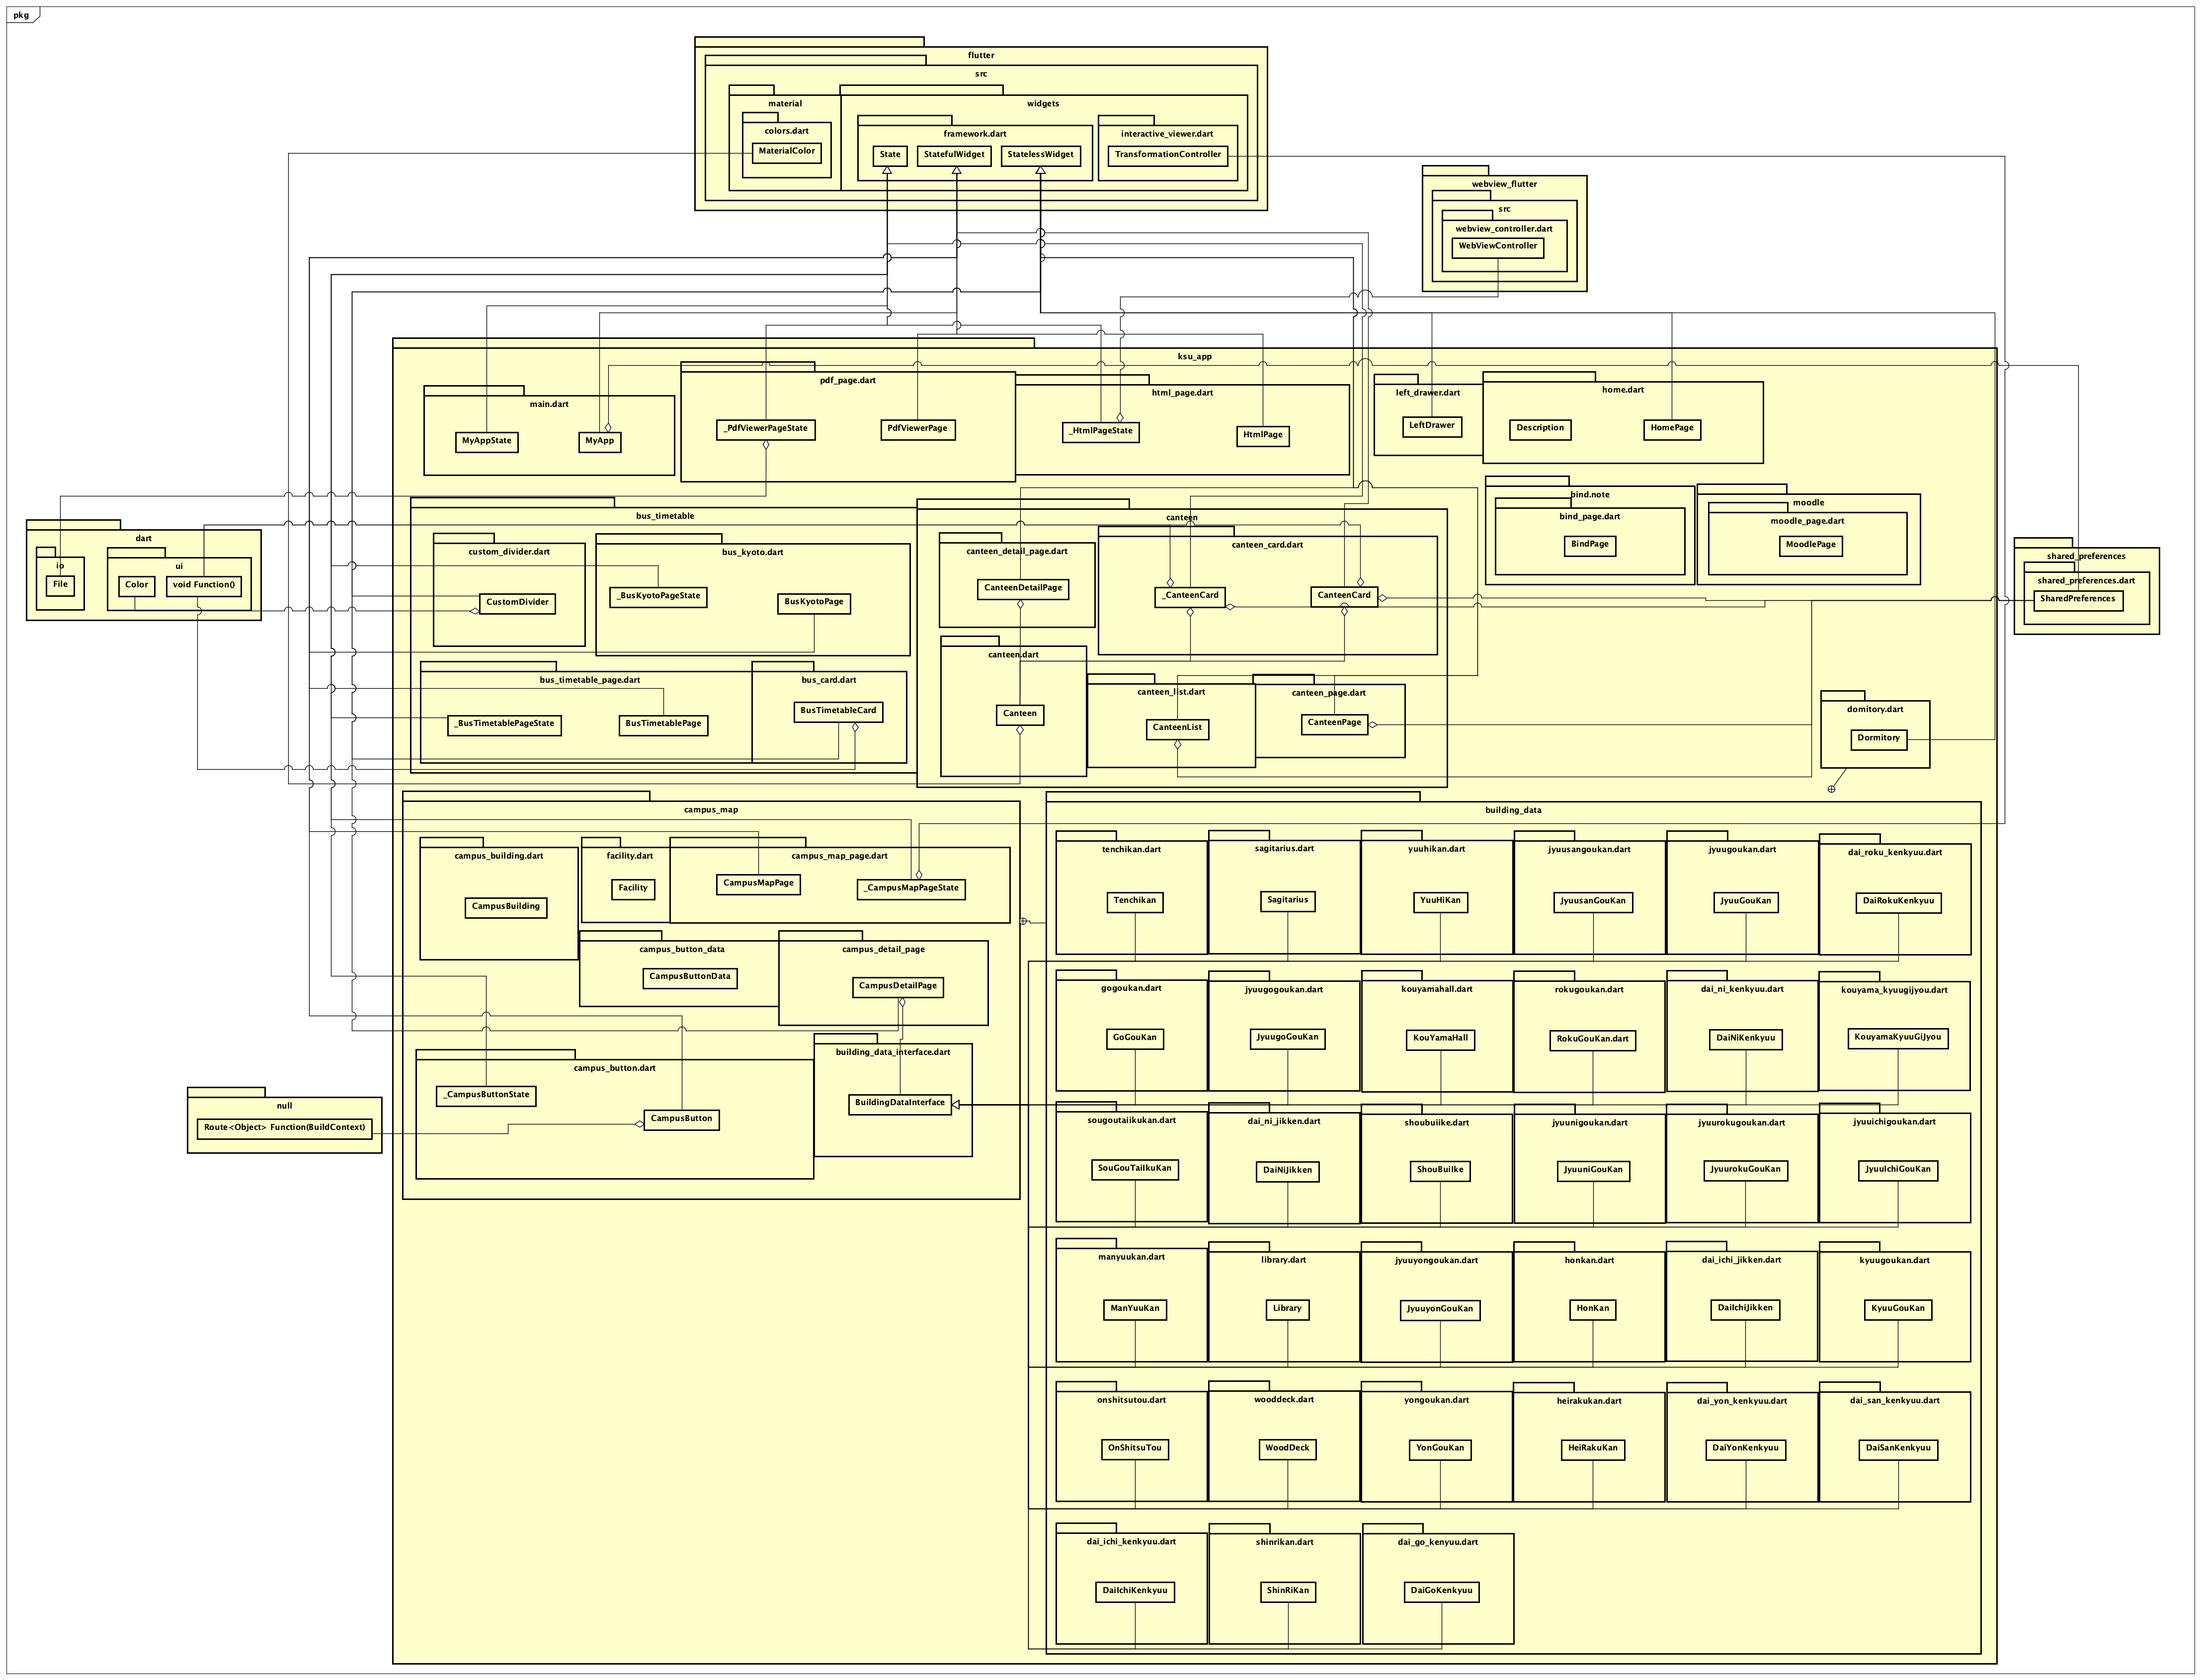 pkg
flutter
src
material
widgets
colors.dart
framework.dart
interactive_viewer.dart
MaterialColor
State
StatefulWidget
StatelessWidget
TransformationController
webview_flutter
src
webview_controller.dart
WebViewController
ksu_app
main.dart
MyAppState
MyApp
pdf_page.dart
_PdfViewerPageState
PdfViewerPage
html_page.dart
_HtmlPageState
HtmlPage
left_drawer.dart
LeftDrawer
home.dart
Description
HomePage
bind.note
bind_page.dart
BindPage
moodle
moodle_page.dart
MoodlePage
dart
io
File
ui
Color
void Function()
shared_preferences
shared_preferences.dart
SharedPreferences
bus_timetable
custom_divider.dart
CustomDivider
bus_kyoto.dart
_BusKyotoPageState
BusKyotoPage
bus_timetable_page.dart
_BusTimetablePageState
BusTimetablePage
bus_card.dart
BusTimetableCard
canteen
canteen_detail_page.dart
CanteenDetailPage
canteen_card.dart
_CanteenCard
CanteenCard
canteen.dart
Canteen
canteen_list.dart
CanteenList
canteen_page.dart
CanteenPage
domitory.dart
Dormitory
campus_map
campus_building.dart
CampusBuilding
facility.dart
Facility
campus_map_page.dart
CampusMapPage
_CampusMapPageState
campus_button_data
CampusButtonData
campus_detail_page
CampusDetailPage
campus_button.dart
_CampusButtonState
CampusButton
building_data_interface.dart
BuildingDataInterface
null
Route<Object> Function(BuildContext)
building_data
tenchikan.dart
sagitarius.dart
yuuhikan.dart
jyuusangoukan.dart
jyuugoukan.dart
dai_roku_kenkyuu.dart
Tenchikan
Sagitarius
YuuHiKan
JyuusanGouKan
JyuuGouKan
DaiRokuKenkyuu
gogoukan.dart
jyuugogoukan.dart
kouyamahall.dart
rokugoukan.dart
dai_ni_kenkyuu.dart
kouyama_kyuugijyou.dart
GoGouKan
JyuugoGouKan
KouYamaHall
RokuGouKan.dart
DaiNiKenkyuu
KouyamaKyuuGiJyou
sougoutaiikukan.dart
dai_ni_jikken.dart
shoubuiike.dart
jyuunigoukan.dart
jyuurokugoukan.dart
jyuuichigoukan.dart
SouGouTaiIkuKan
DaiNiJikken
ShouBuiIke
JyuuniGouKan
JyuurokuGouKan
JyuuIchiGouKan
manyuukan.dart
library.dart
jyuuyongoukan.dart
honkan.dart
dai_ichi_jikken.dart
kyuugoukan.dart
ManYuuKan
Library
JyuuyonGouKan
HonKan
DaiIchiJikken
KyuuGouKan
onshitsutou.dart
wooddeck.dart
yongoukan.dart
heirakukan.dart
dai_yon_kenkyuu.dart
dai_san_kenkyuu.dart
OnShitsuTou
WoodDeck
YonGouKan
HeiRakuKan
DaiYonKenkyuu
DaiSanKenkyuu
dai_ichi_kenkyuu.dart
shinrikan.dart
dai_go_kenyuu.dart
DaiIchiKenkyuu
ShinRiKan
DaiGoKenkyuu